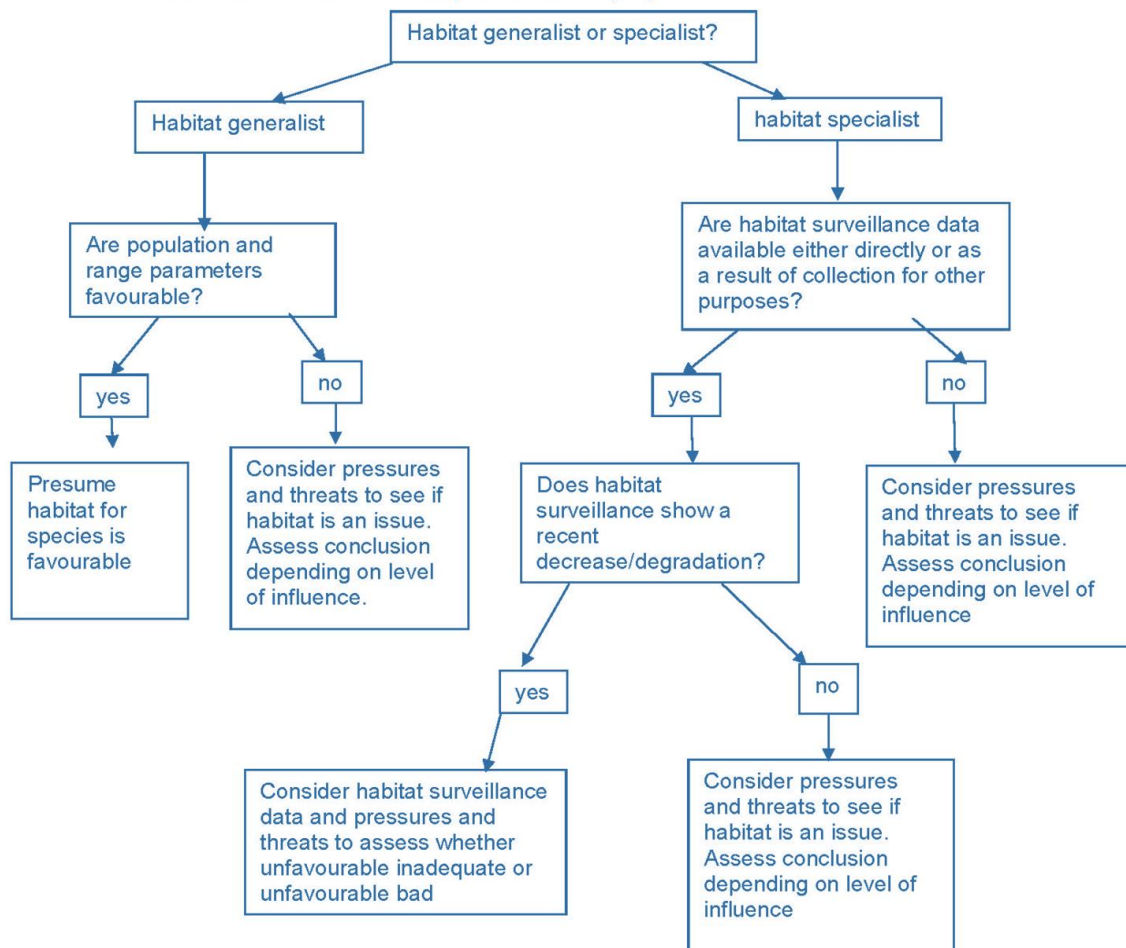 Habitat generalist or specialist?
Habitat generalist
habitat specialist
Are population and
range parameters
favourable?
Are habitat surveillance data
available either directly or as
a result of collection for other
purposes?
yes
no
yes
no
Presume
habitat for
species is
favourable
Consider pressures
and threats to see if
habitat is an issue.
Assess conclusion
depending on level
of influence.
Does habitat
surveillance show a
recent
decrease/degradation?
Consider pressures
and threats to see if
habitat is an issue.
Assess conclusion
depending on level of
influence
yes
no
Consider habitat surveillance
data and pressures and
threats to assess whether
unfavourable inadequate or
unfavourable bad
Consider pressures
and threats to see if
habitat is an issue.
Assess conclusion
depending on level of
influence